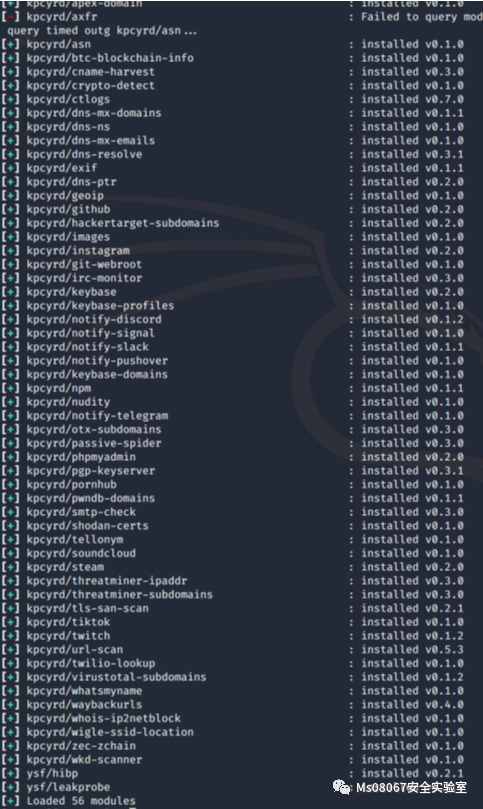 [+] kpcyrd/apex-domain : installed v0.1.0
[-] kpcyrd/axfr : Failed to query mod
query timed outg kpcyrd/asn...
[+] kpcyrd/asn : installed v0.1.0
[+] kpcyrd/btc-blockchain-info : installed v0.1.0
[+] kpcyrd/cname-harvest : installed v0.3.0
[+] kpcyrd/crypto-detect : installed v0.1.0
[+] kpcyrd/ctlogs : installed v0.7.0
[+] kpcyrd/dns-mx-domains : installed v0.1.1
[+] kpcyrd/dns-ns : installed v0.1.0
[+] kpcyrd/dns-mx-emails : installed v0.1.0
[+] kpcyrd/dns-resolve : installed v0.3.1
[+] kpcyrd/exif : installed v0.1.1
[+] kpcyrd/dns-ptr : installed v0.2.0
[+] kpcyrd/geoip : installed v0.1.0
[+] kpcyrd/github : installed v0.2.0
[+] kpcyrd/hackertarget-subdomains : installed v0.2.0
[+] kpcyrd/images : installed v0.1.0
[+] kpcyrd/instagram : installed v0.2.0
[+] kpcyrd/git-webroot : installed v0.1.0
[+] kpcyrd/irc-monitor : installed v0.3.0
[+] kpcyrd/keybase : installed v0.2.0
[+] kpcyrd/keybase-profiles : installed v0.1.0
[+] kpcyrd/notify-discord : installed v0.1.2
[+] kpcyrd/notify-signal : installed v0.1.0
[+] kpcyrd/notify-slack : installed v0.1.1
[+] kpcyrd/notify-pushover : installed v0.1.0
[+] kpcyrd/keybase-domains : installed v0.1.0
[+] kpcyrd/npm : installed v0.1.1
[+] kpcyrd/nudity : installed v0.1.0
[+] kpcyrd/notify-telegram : installed v0.1.0
[+] kpcyrd/otx-subdomains : installed v0.3.0
[+] kpcyrd/passive-spider : installed v0.3.0
[+] kpcyrd/phpmyadmin : installed v0.2.0
[+] kpcyrd/pgp-keyserver : installed v0.3.1
[+] kpcyrd/pornhub : installed v0.1.0
[+] kpcyrd/pwndb-domains : installed v0.1.1
[+] kpcyrd/smtp-check : installed v0.3.0
[+] kpcyrd/shodan-certs : installed v0.1.0
[+] kpcyrd/tellonym : installed v0.1.0
[+] kpcyrd/soundcloud : installed v0.1.0
[+] kpcyrd/steam : installed v0.2.0
[+] kpcyrd/threatminer-ipaddr : installed v0.3.0
[+] kpcyrd/threatminer-subdomains : installed v0.3.0
[+] kpcyrd/tls-san-scan : installed v0.2.1
[+] kpcyrd/tiktok : installed v0.1.0
[+] kpcyrd/twitch : installed v0.1.2
[+] kpcyrd/url-scan : installed v0.5.3
[+] kpcyrd/twilio-lookup : installed v0.1.0
[+] kpcyrd/virustotal-subdomains : installed v0.1.2
[+] kpcyrd/whatsmyname : installed v0.1.0
[+] kpcyrd/waybackurls : installed v0.4.0
[+] kpcyrd/whois-ip2netblock : installed v0.1.0
[+] kpcyrd/wigle-ssid-location : installed v0.1.0
[+] kpcyrd/zec-zchain : installed v0.1.0
[+] kpcyrd/wkd-scanner : installed v0.1.0
[+] ysf/hibp : installed v0.2.1
[+] ysf/leakprobe
[+] Loaded 56 modules
Ms08067安全实验室